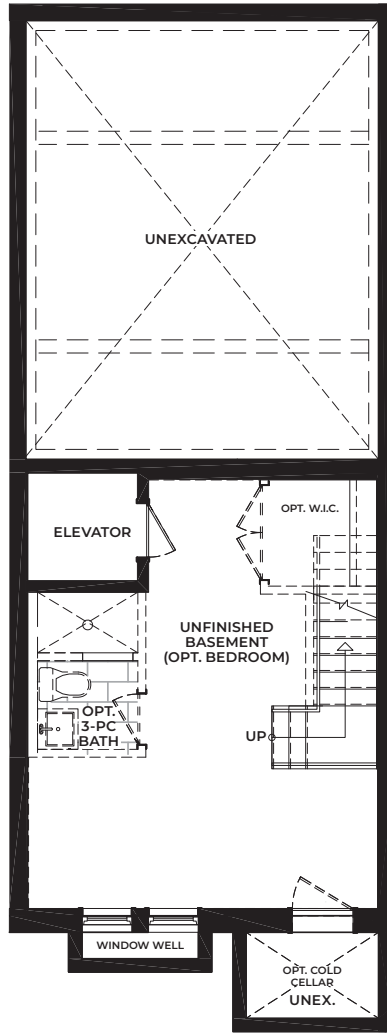 UNEXCAVATED
ELEVATOR
OPT. W.I.C.
UNFINISHED
BASEMENT
(OPT. BEDROOM)
OPT.
3-PC
BATH
UP
WINDOW WELL
OPT. COLD
CELLAR
UNEX.